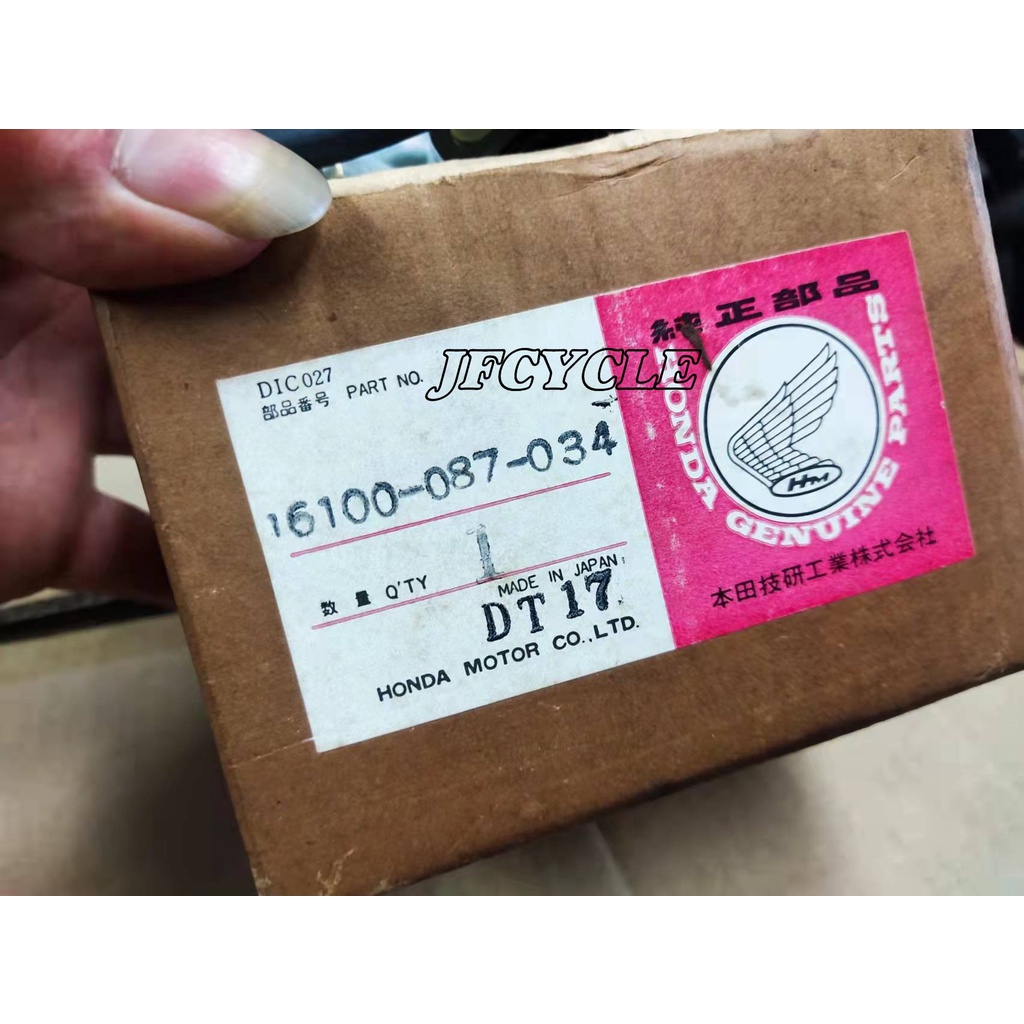 DIC027
部品番号 PART NO.
JFCYCLE
16100-087-034
数量 Q'TY 1
MADE IN JAPAN
DT17
HONDA MOTOR CO.,LTD.
純正部品
HONDA GENUINE PARTS
HM
本田技研工業株式会社